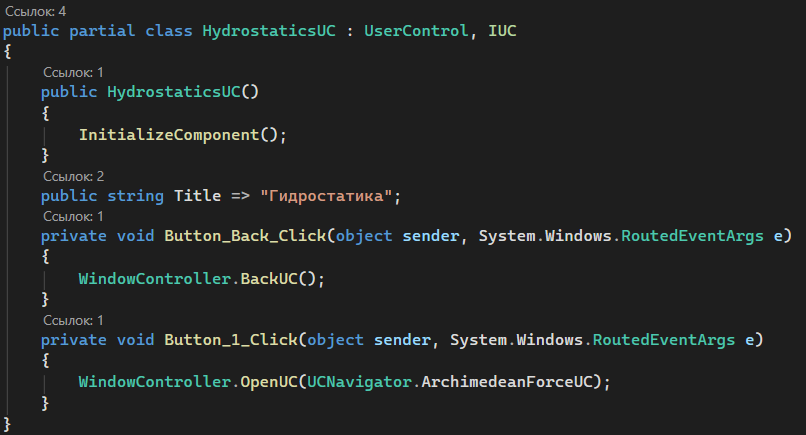 Ссылок: 4
public partial class HydrostaticsUC : UserControl, IUC
{
Ссылок: 1
public HydrostaticsUC()
{
InitializeComponent();
}
Ссылок: 2
public string Title => "Гидростатика";
Ссылок: 1
private void Button_Back_Click(object sender, System.Windows.RoutedEventArgs e)
{
WindowController.BackUC();
}
Ссылок: 1
private void Button_1_Click(object sender, System.Windows.RoutedEventArgs e)
{
WindowController.OpenUC(UCNavigator.ArchimedeanForceUC);
}
}